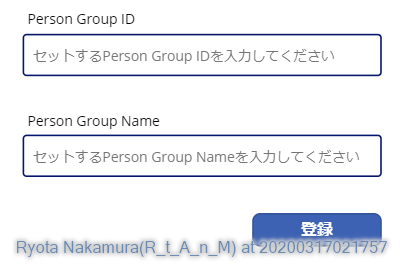 Person Group ID
セットするPerson Group IDを入力してください
Person Group Name
セットするPerson Group Nameを入力してください
登録
Ryota Nakamura(R_t_A_n_M) at 20200317021757